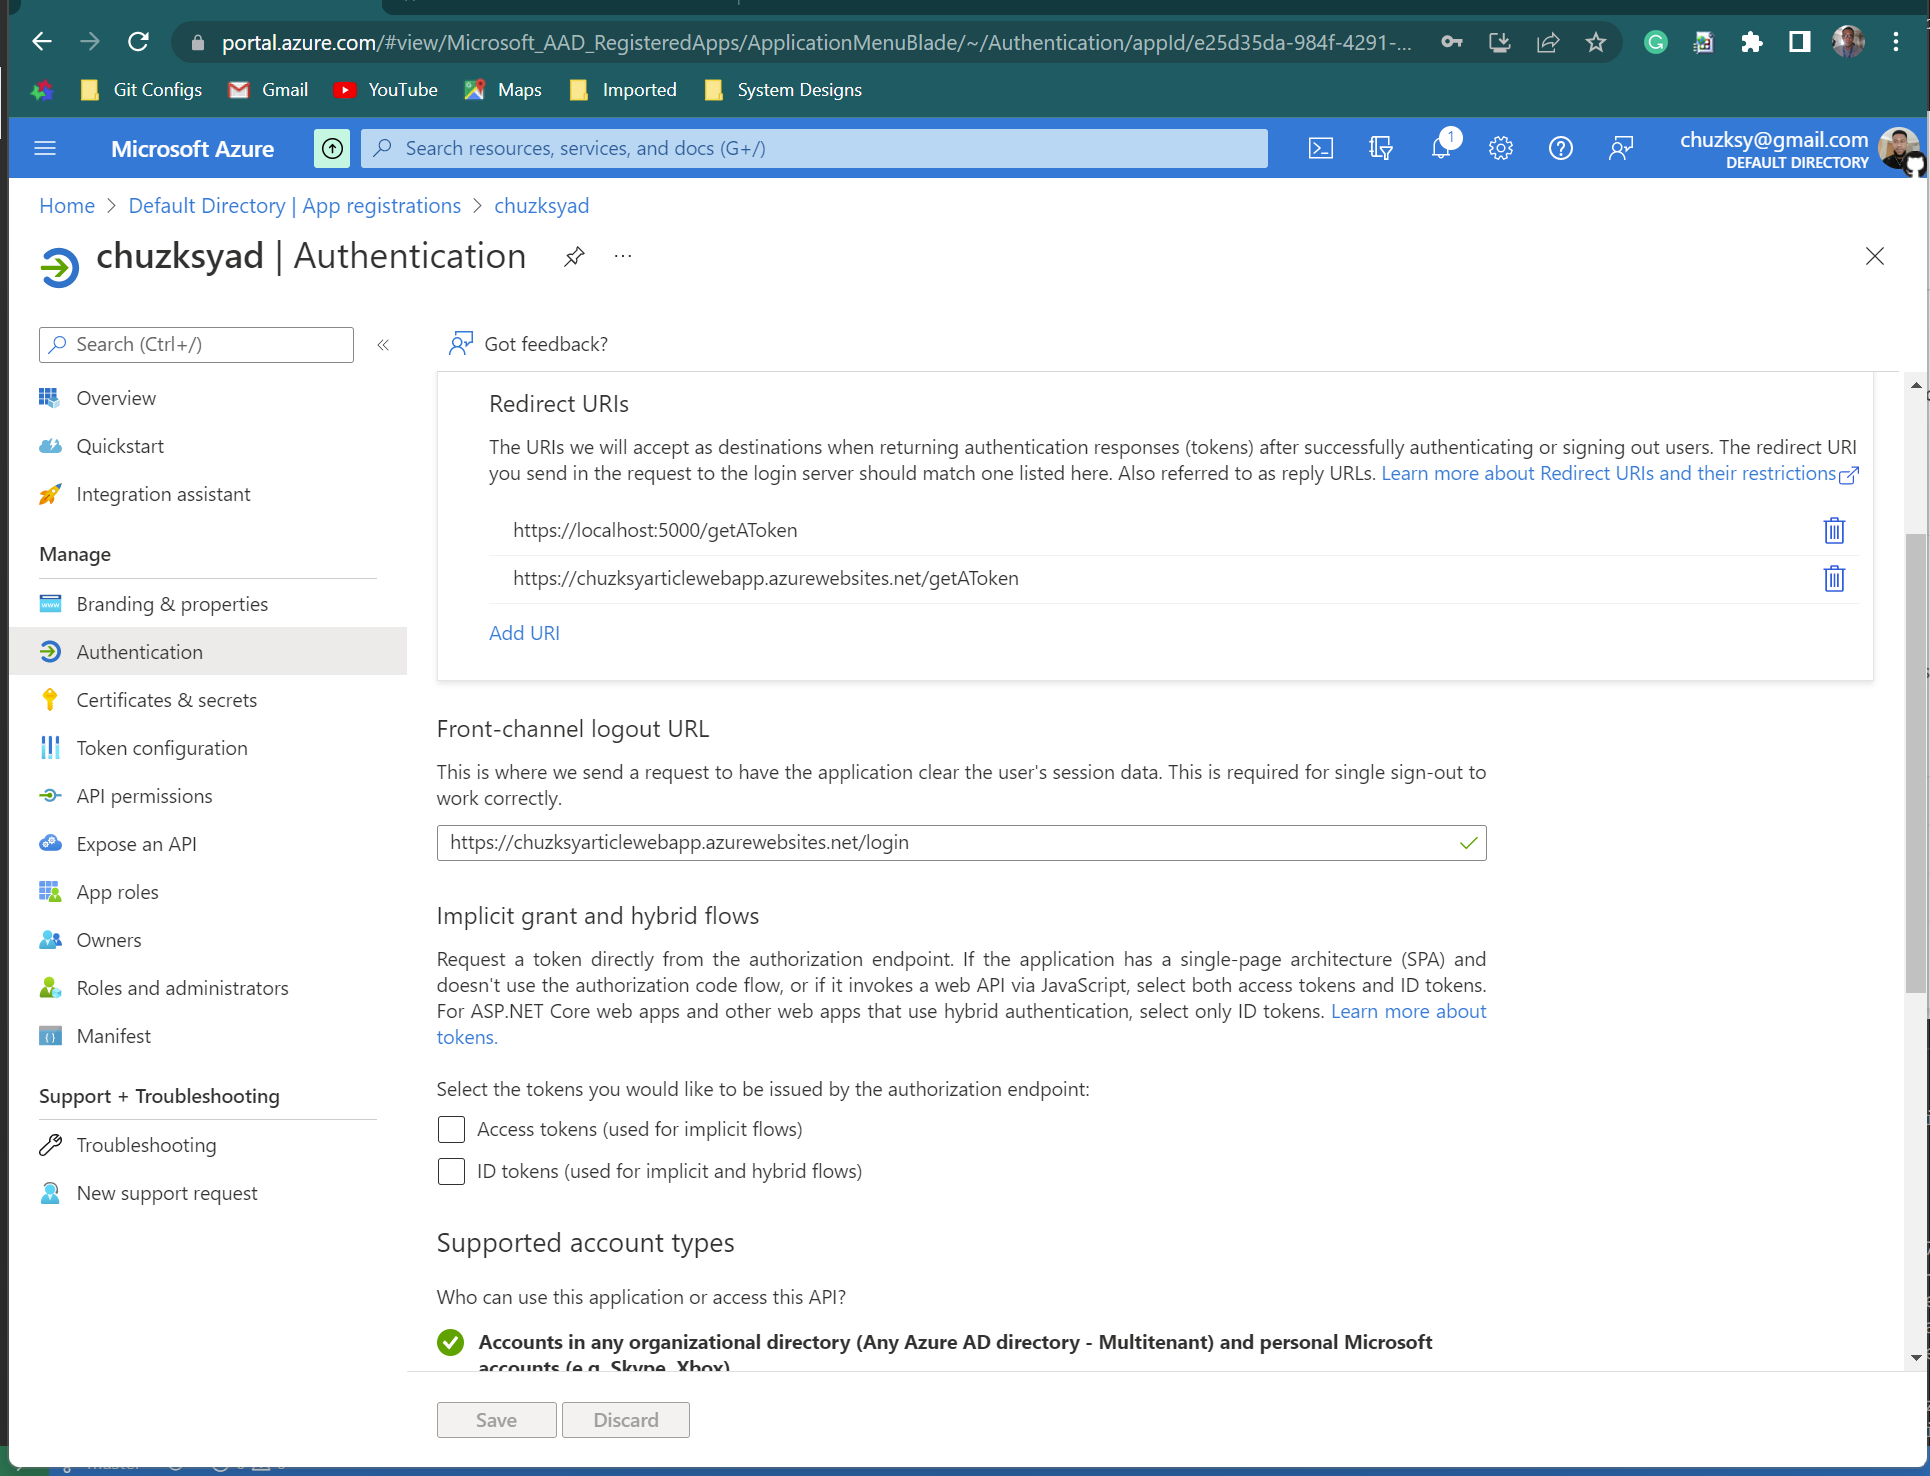 portal.azure.com/#view/Microsoft_AAD_RegisteredApps/ApplicationMenuBlade/~/Authentication/appId/e25d35da-984f-4291-...
Git Configs
Gmail
YouTube
Maps
Imported
System Designs
Microsoft Azure
Search resources, services, and docs (G+/)
1
chuzksy@gmail.com
DEFAULT DIRECTORY
Home > Default Directory | App registrations > chuzksyad
chuzksyad | Authentication
...
Search (Ctrl+/)
«
Got feedback?
Overview
Quickstart
Integration assistant
Manage
Branding & properties
Authentication
Certificates & secrets
Token configuration
API permissions
Expose an API
App roles
Owners
Roles and administrators
Manifest
Support + Troubleshooting
Troubleshooting
New support request
Redirect URIs
The URIs we will accept as destinations when returning authentication responses (tokens) after successfully authenticating or signing out users. The redirect URI
you send in the request to the login server should match one listed here. Also referred to as reply URLs. Learn more about Redirect URIs and their restrictions
https://localhost:5000/getAToken
https://chuzksyarticlewebapp.azurewebsites.net/getAToken
Add URI
Front-channel logout URL
This is where we send a request to have the application clear the user's session data. This is required for single sign-out to
work correctly.
https://chuzksyarticlewebapp.azurewebsites.net/login
Implicit grant and hybrid flows
Request a token directly from the authorization endpoint. If the application has a single-page architecture (SPA) and
doesn't use the authorization code flow, or if it invokes a web API via JavaScript, select both access tokens and ID tokens.
For ASP.NET Core web apps and other web apps that use hybrid authentication, select only ID tokens. Learn more about
tokens.
Select the tokens you would like to be issued by the authorization endpoint:
Access tokens (used for implicit flows)
ID tokens (used for implicit and hybrid flows)
Supported account types
Who can use this application or access this API?
Accounts in any organizational directory (Any Azure AD directory - Multitenant) and personal Microsoft
accounts (e.g. Skype, Xbox)
Save
Discard